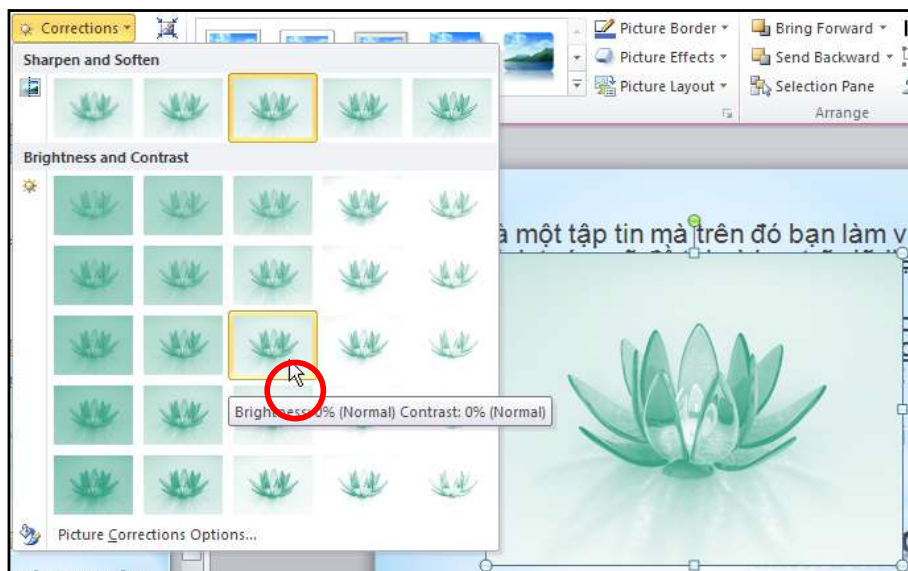 Corrections
Picture Border
Bring Forward
Sharpen and Soften
Picture Effects
Send Backward
Picture Layout
Selection Pane
Arrange
Brightness and Contrast
à một tập tin mà trên đó bạn làm v
Brightness: 0% (Normal) Contrast: 0% (Normal)
Picture Corrections Options...